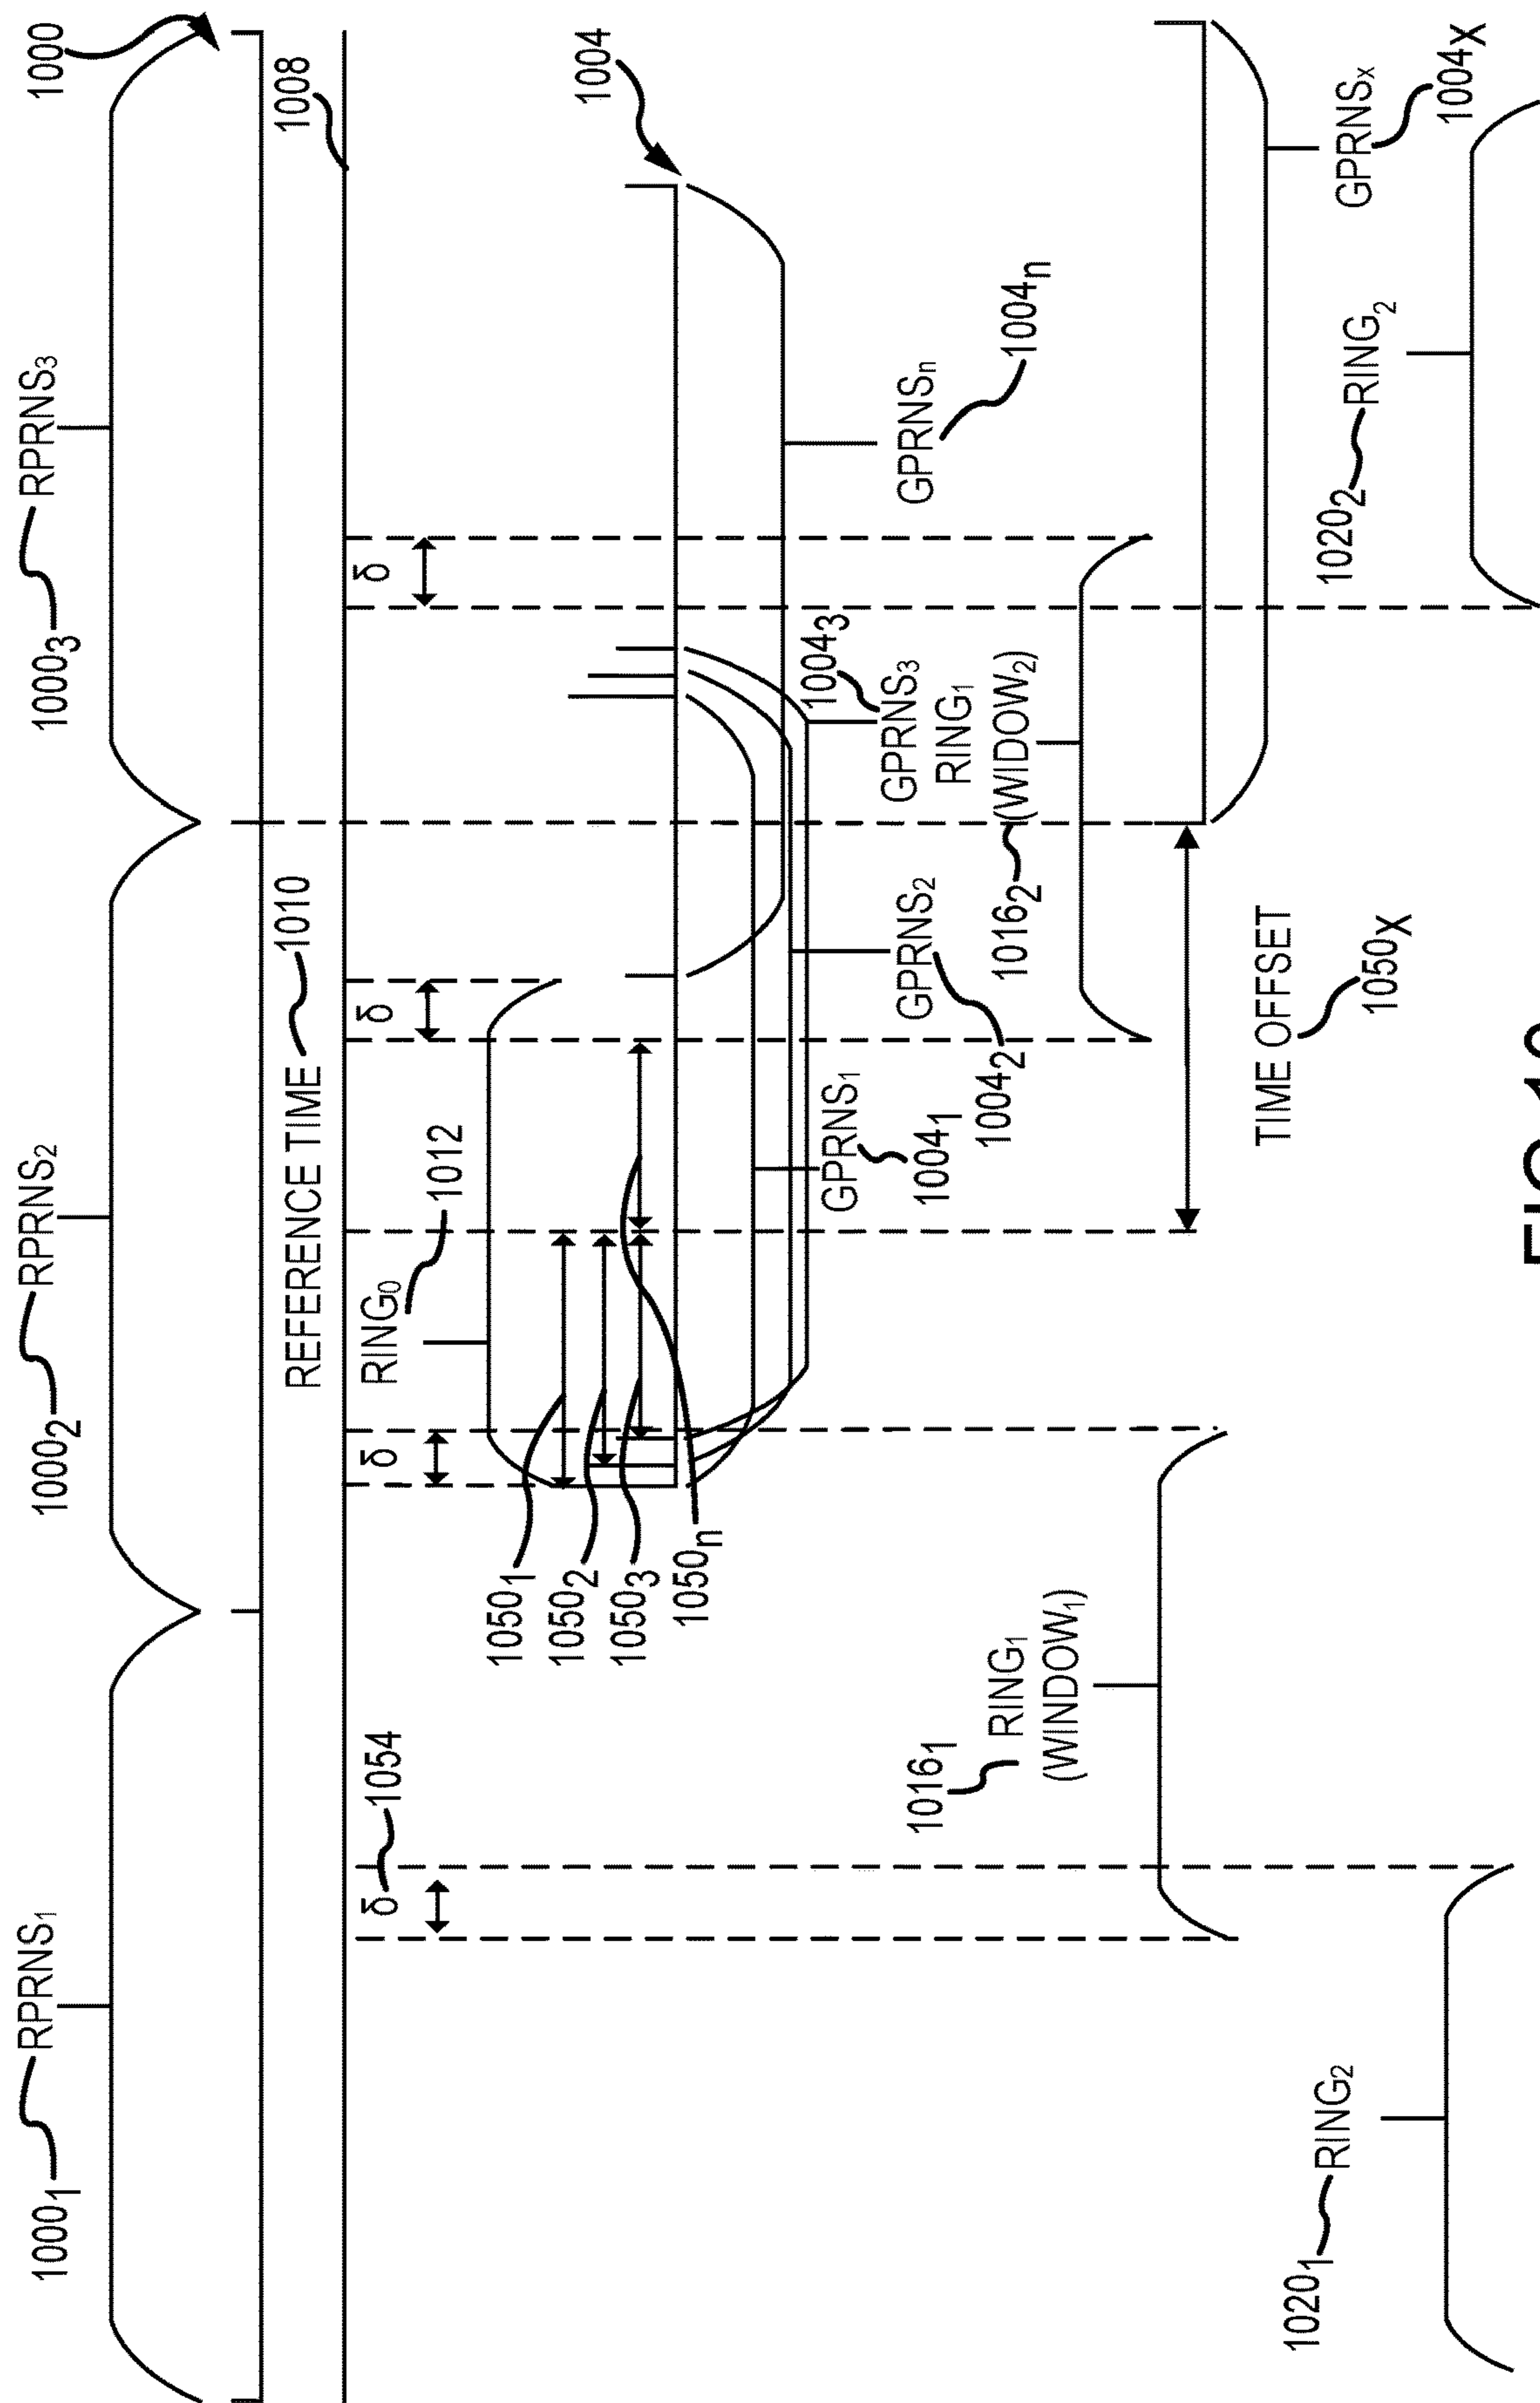 1000₁ RPRNS₁
1000₂ RPRNS₂
1000₃ RPRNS₃
1000
REFERENCE TIME 1010
1008
δ 1054
δ
δ
δ
RING₀ 1012
1004
1050₁
1050₂
1050₃
1050ₙ
GPRNS₁
1004₁
GPRNS₂
1004₂
GPRNS₃
1004₃
GPRNSₙ
1004ₙ
1016₁
RING₁
(WINDOW₁)
RING₁
1016₂ (WIDOW₂)
TIME OFFSET
1050ₓ
GPRNSₓ
1004ₓ
1020₁ RING₂
1020₂ RING₂